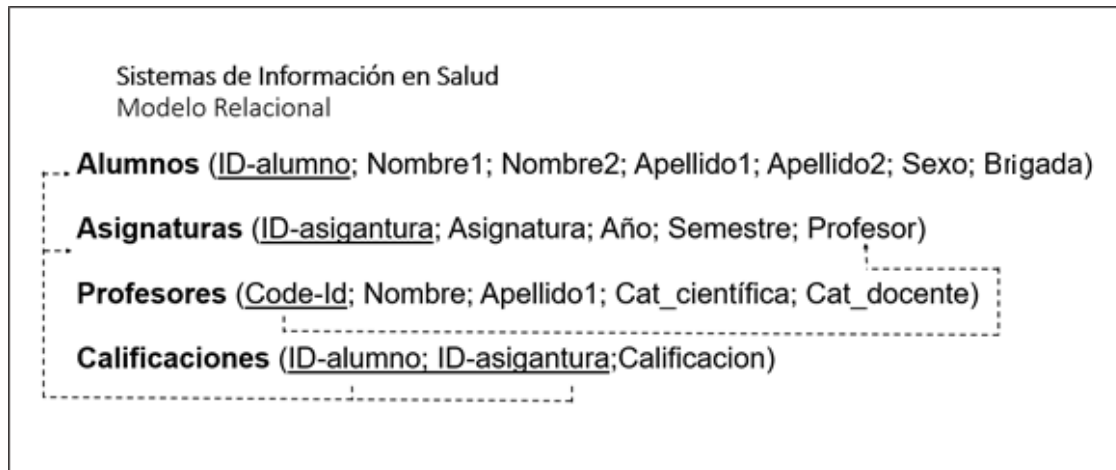 Sistemas de Información en Salud
Modelo Relacional
Alumnos (ID-alumno; Nombre1; Nombre2; Apellido1; Apellido2; Sexo; Brigada)
Asignaturas (ID-asigantura; Asignatura; Año; Semestre; Profesor)
Profesores (Code-Id; Nombre; Apellido1; Cat_científica; Cat_docente)
Calificaciones (ID-alumno; ID-asigantura;Calificacion)